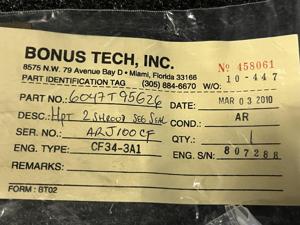 BONUS TECH, INC.
8575 N.W. 79 Avenue Bay D • Miami, Florida 33166
Nº 458061
PART IDENTIFICATION TAG (305) 884-6670 W/O: 10-447
PART NO.: 6047T95G26 DATE: MAR 03 2010
DESC.: HPT 2 SHROUD SEG SEAL COND.: AR
SER. NO.: AAJ100CF QTY.: 1
ENG. TYPE: CF34-3A1 ENG. S/N: 807288
REMARKS:
FORM: BT02